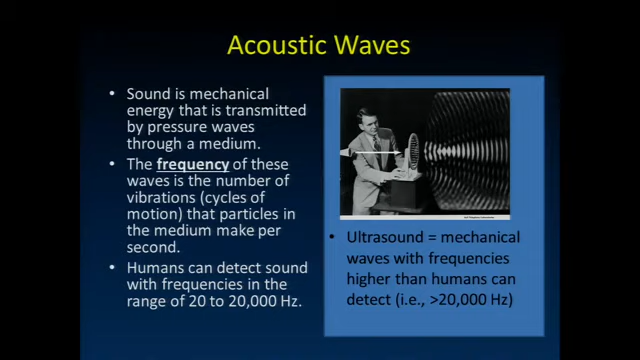 Acoustic Waves
• Sound is mechanical
energy that is transmitted
by pressure waves
through a medium.
• The frequency of these
waves is the number of
vibrations (cycles of
motion) that particles in
the medium make per
second.
• Humans can detect sound
with frequencies in the
range of 20 to 20,000 Hz.
• Ultrasound = mechanical
waves with frequencies
higher than humans can
detect (i.e., >20,000 Hz)